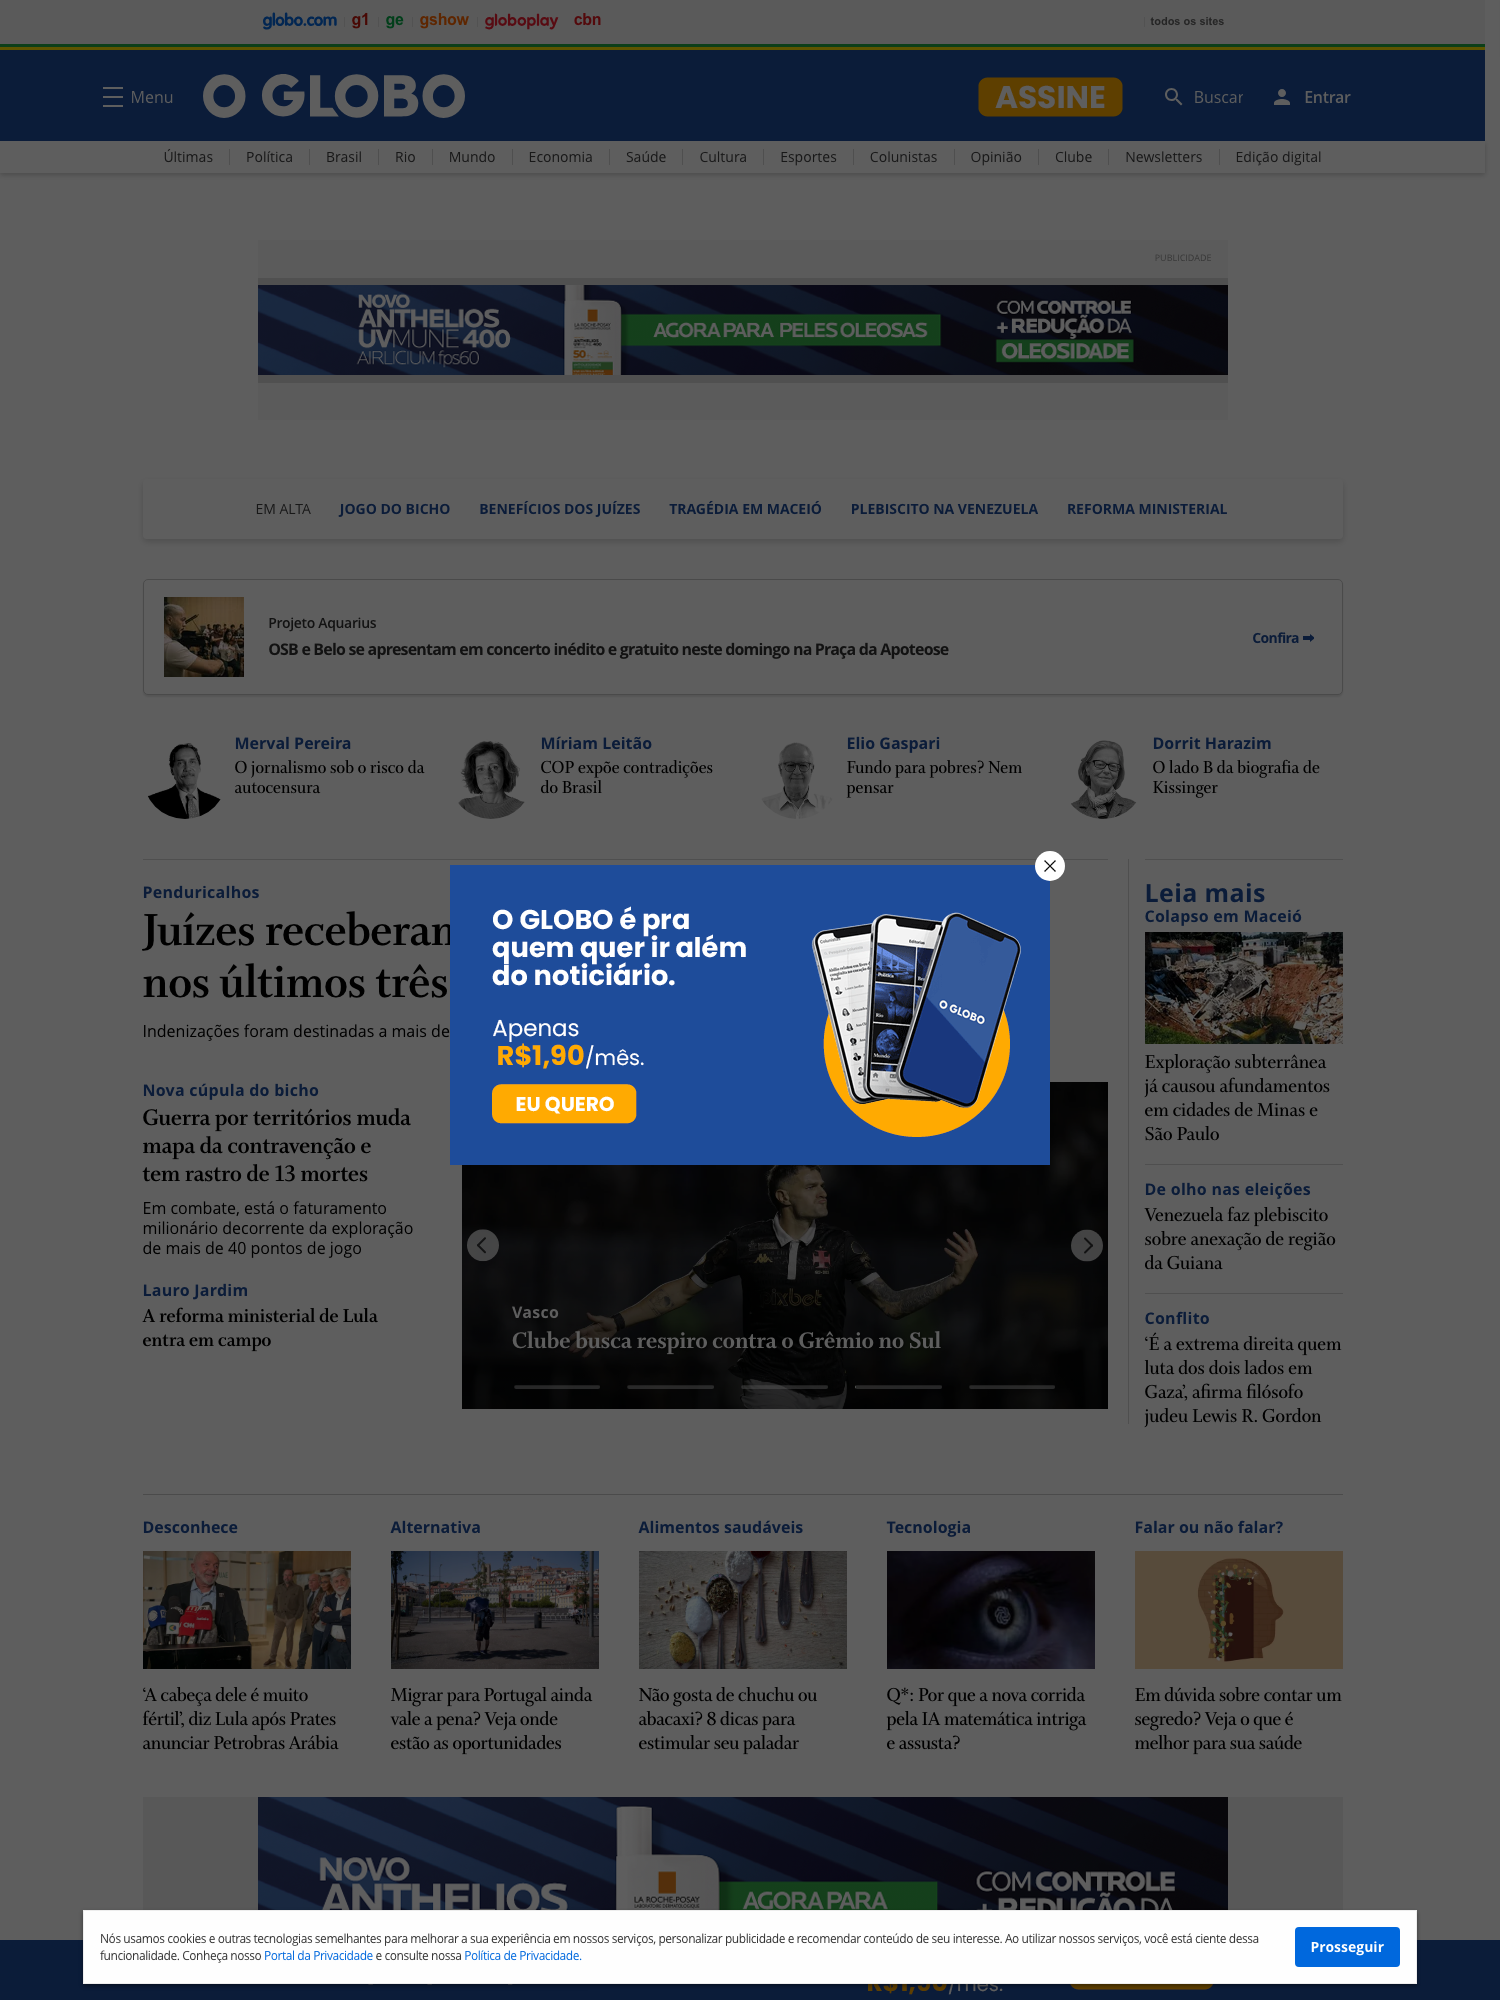 globo.com
g1
ge
gshow
globoplay
cbn
todos os sites
Menu
O GLOBO
ASSINE
Buscar
Entrar
Últimas
Política
Brasil
Rio
Mundo
Economia
Saúde
Cultura
Esportes
Colunistas
Opinião
Clube
Newsletters
Edição digital
PUBLICIDADE
NOVO
ANTHELIOS
UVMUNE 400
AIRLICIUM fps60
LA ROCHE-POSAY
ANTHELIOS
50+
AGORA PARA PELES OLEOSAS
COM CONTROLE
+ REDUÇÃO DA
OLEOSIDADE
EM ALTA
JOGO DO BICHO
BENEFÍCIOS DOS JUÍZES
TRAGÉDIA EM MACEIÓ
PLEBISCITO NA VENEZUELA
REFORMA MINISTERIAL
Projeto Aquarius
OSB e Belo se apresentam em concerto inédito e gratuito neste domingo na Praça da Apoteose
Confira ➡
Merval Pereira
O jornalismo sob o risco da
autocensura
Míriam Leitão
COP expõe contradições
do Brasil
Elio Gaspari
Fundo para pobres? Nem
pensar
Dorrit Harazim
O lado B da biografia de
Kissinger
Penduricalhos
Juízes receberam
nos últimos três
Indenizações foram destinadas a mais de
Nova cúpula do bicho
Guerra por territórios muda
mapa da contravenção e
tem rastro de 13 mortes
Em combate, está o faturamento
milionário decorrente da exploração
de mais de 40 pontos de jogo
Lauro Jardim
A reforma ministerial de Lula
entra em campo
O GLOBO é pra
quem quer ir além
do noticiário.
Apenas
R$1,90/mês.
EU QUERO
Política
Rio
Mundo
O GLOBO
Vasco
Clube busca respiro contra o Grêmio no Sul
Leia mais
Colapso em Maceió
Exploração subterrânea
já causou afundamentos
em cidades de Minas e
São Paulo
De olho nas eleições
Venezuela faz plebiscito
sobre anexação de região
da Guiana
Conflito
‘É a extrema direita quem
luta dos dois lados em
Gaza’, afirma filósofo
judeu Lewis R. Gordon
Desconhece
‘A cabeça dele é muito
fértil’, diz Lula após Prates
anunciar Petrobras Arábia
Alternativa
Migrar para Portugal ainda
vale a pena? Veja onde
estão as oportunidades
Alimentos saudáveis
Não gosta de chuchu ou
abacaxi? 8 dicas para
estimular seu paladar
Tecnologia
Q*: Por que a nova corrida
pela IA matemática intriga
e assusta?
Falar ou não falar?
Em dúvida sobre contar um
segredo? Veja o que é
melhor para sua saúde
NOVO
ANTHELIOS
LA ROCHE-POSAY
AGORA PARA
COM CONTROLE
+ REDUÇÃO DA
Nós usamos cookies e outras tecnologias semelhantes para melhorar a sua experiência em nossos serviços, personalizar publicidade e recomendar conteúdo de seu interesse. Ao utilizar nossos serviços, você está ciente dessa
funcionalidade. Conheça nosso Portal da Privacidade e consulte nossa Política de Privacidade.
Prosseguir
R$1,90/mês.